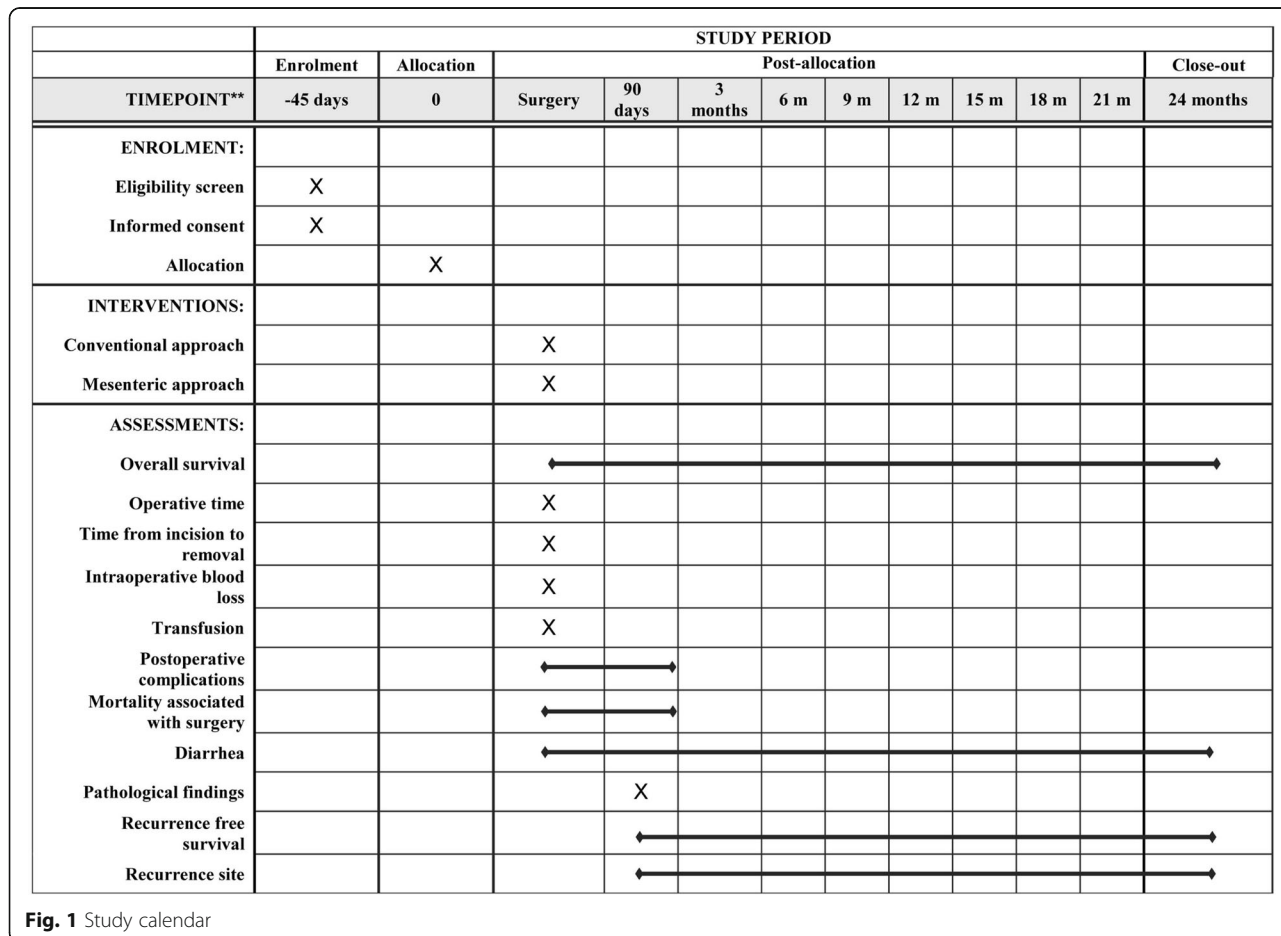 STUDY PERIOD
Enrolment Allocation Post-allocation Close-out
TIMEPOINT** -45 days 0 Surgery 90 days 3 months 6 m 9 m 12 m 15 m 18 m 21 m 24 months
ENROLMENT:
Eligibility screen X
Informed consent X
Allocation X
INTERVENTIONS:
Conventional approach X
Mesenteric approach X
ASSESSMENTS:
Overall survival
Operative time X
Time from incision to
removal X
Intraoperative blood
loss X
Transfusion X
Postoperative
complications
Mortality associated
with surgery
Diarrhea
Pathological findings X
Recurrence free
survival
Recurrence site
Fig. 1 Study calendar